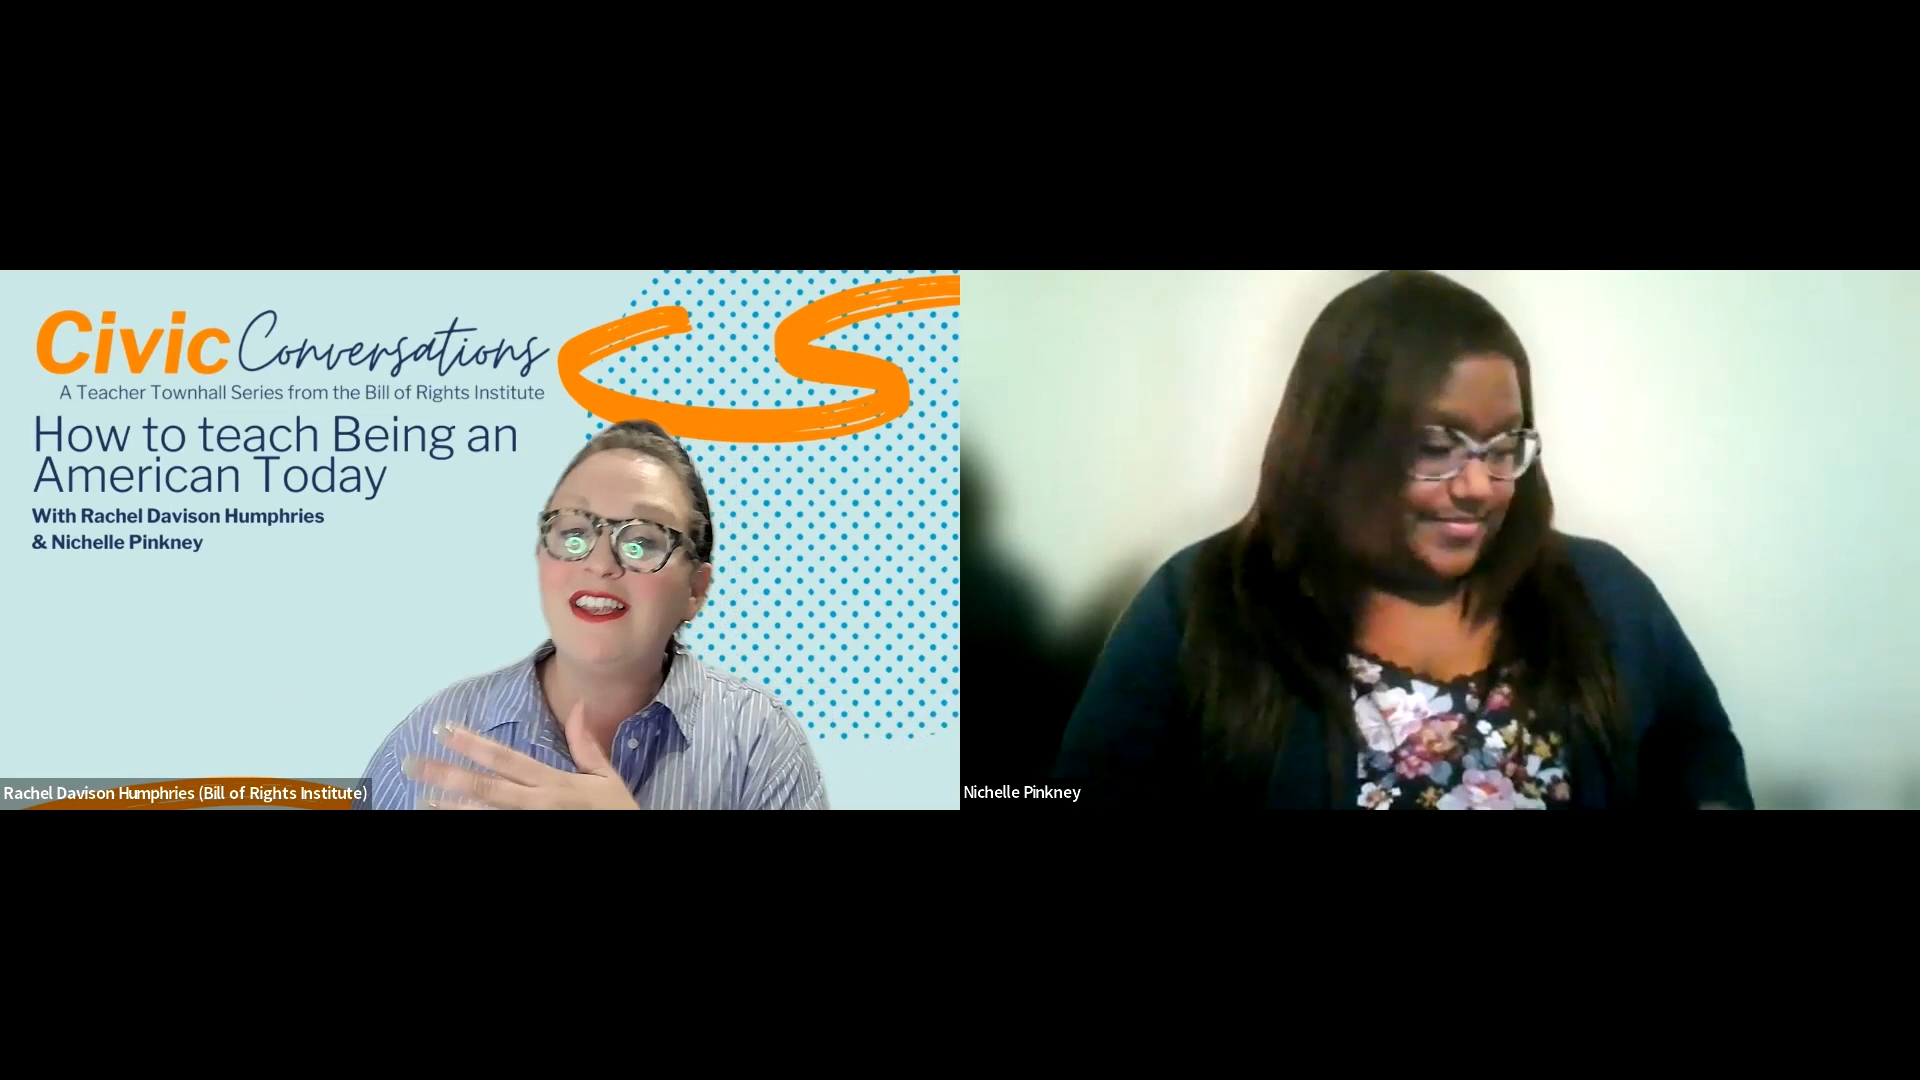 Civic Conversations
A Teacher Townhall Series from the Bill of Rights Institute
How to teach Being an
American Today
With Rachel Davison Humphries
& Nichelle Pinkney
Rachel Davison Humphries (Bill of Rights Institute)
Nichelle Pinkney